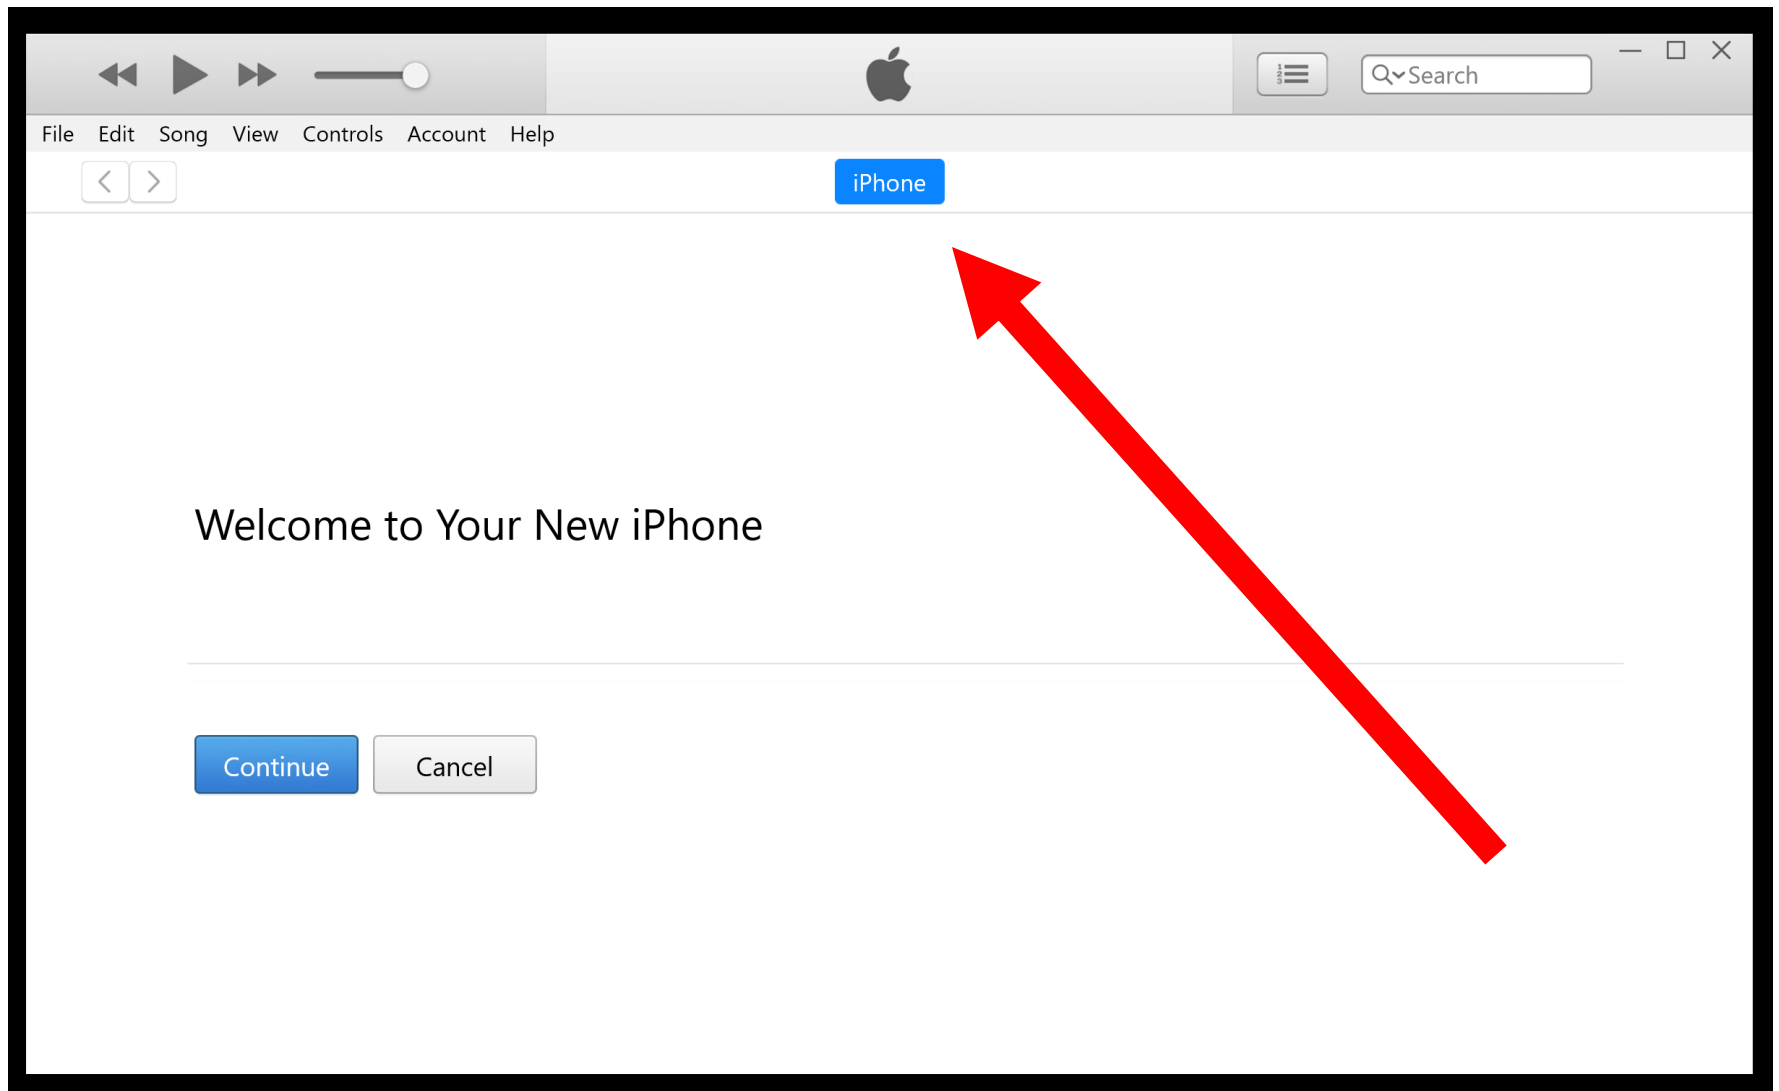 Search
File Edit Song View Controls Account Help
iPhone
Welcome to Your New iPhone
Continue Cancel